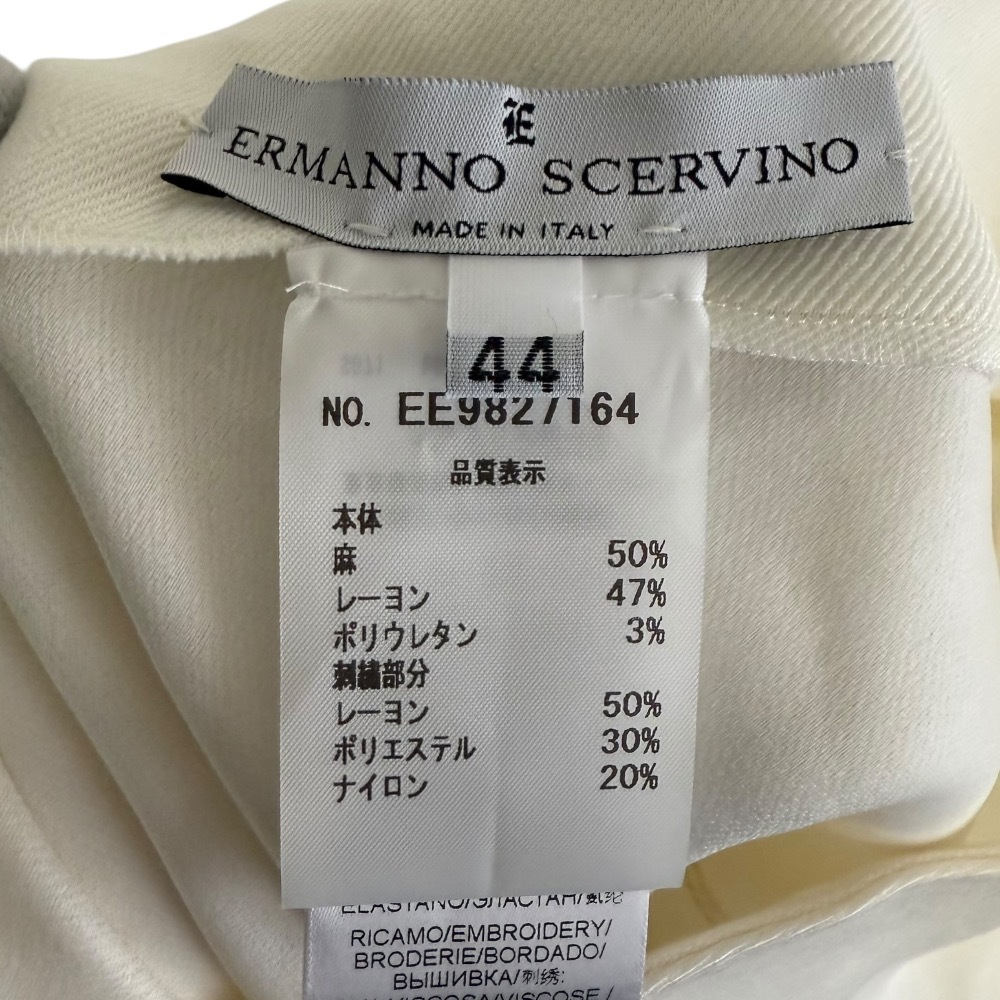 E
ERMANNO SCERVINO
MADE IN ITALY
44
NO. EE9827164
品質表示
本体
麻 50%
レーヨン 47%
ポリウレタン 3%
刺繍部分
レーヨン 50%
ポリエステル 30%
ナイロン 20%
ELASTANO/ЭЛАСТАН/氨纶
RICAMO/EMBROIDERY/
BRODERIE/BORDADO/
ВЫШИВКА/刺绣:
VISCOSA/VISCOSE/